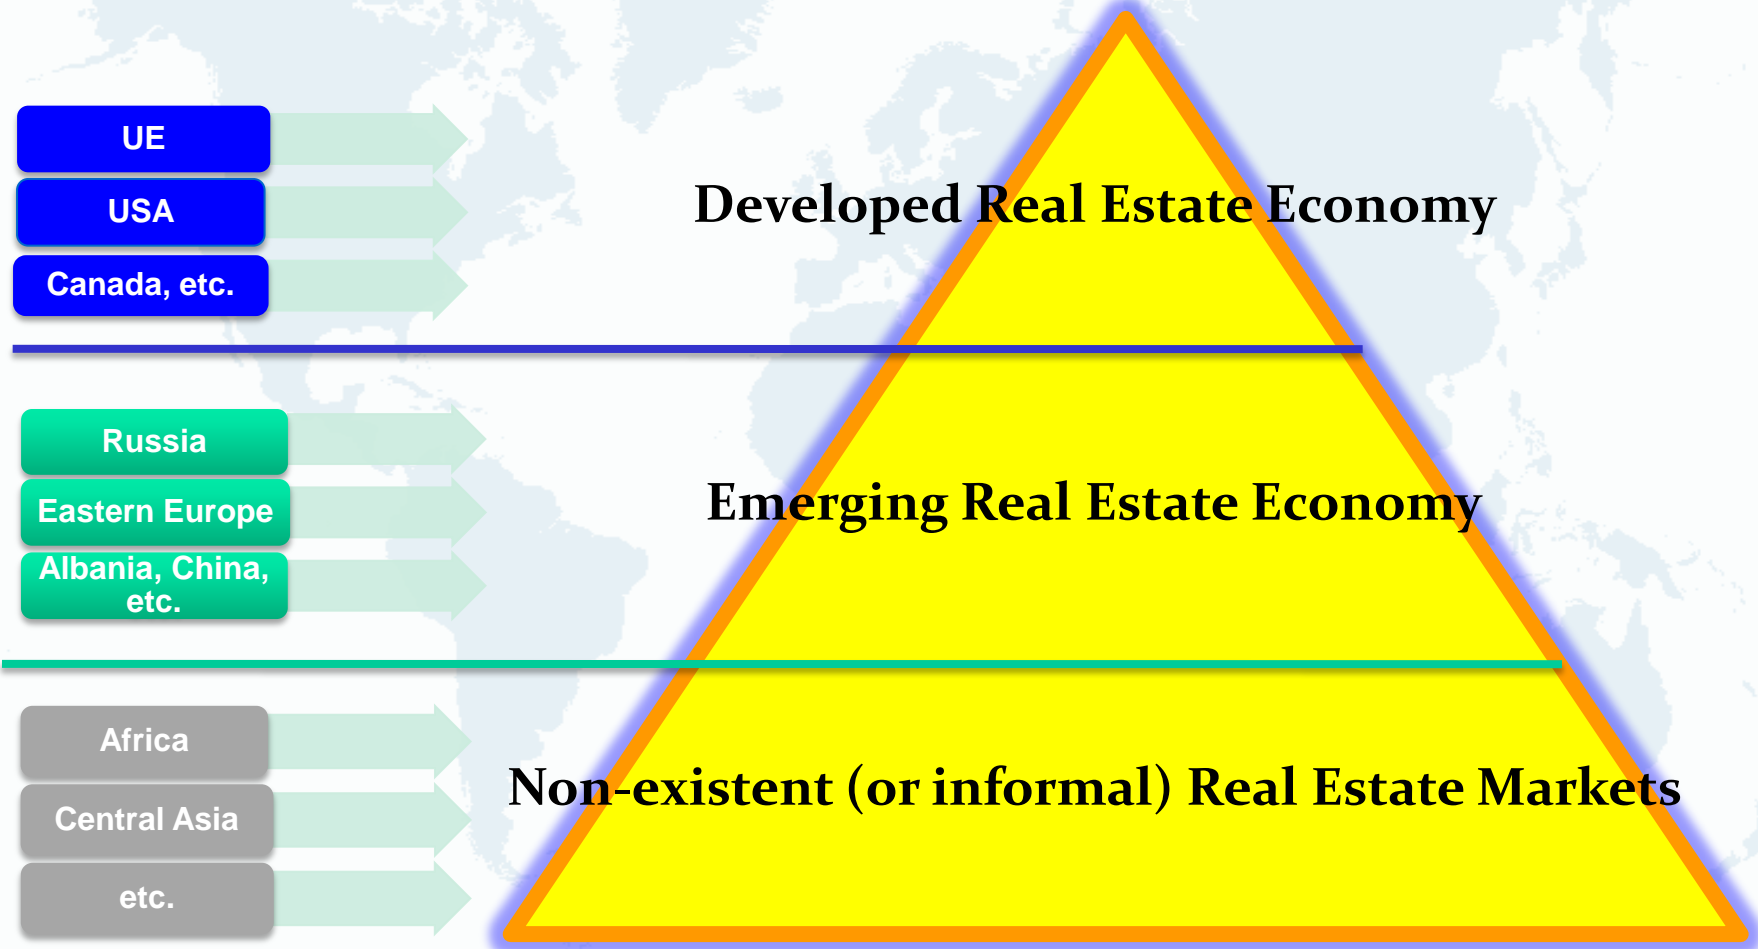 UE
USA
Canada, etc.
Developed Real Estate Economy
Russia
Eastern Europe
Albania, China,
etc.
Emerging Real Estate Economy
Africa
Central Asia
etc.
Non-existent (or informal) Real Estate Markets